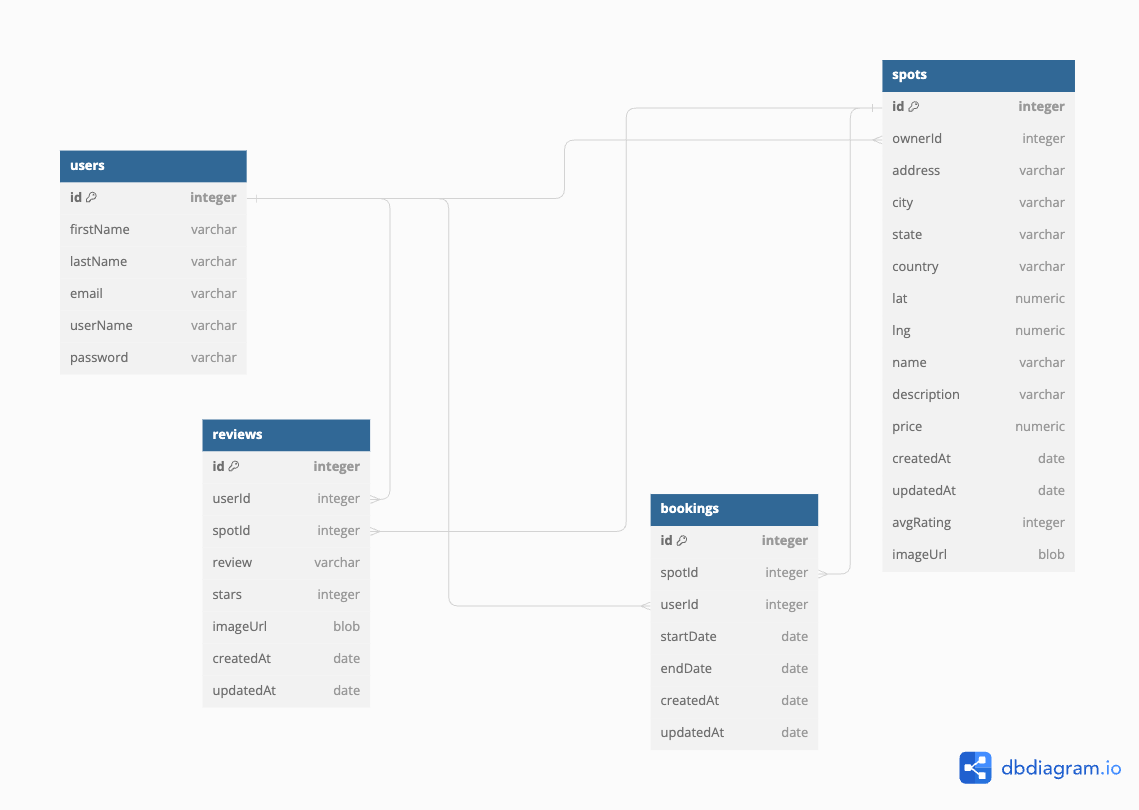 users
id integer
firstName varchar
lastName varchar
email varchar
userName varchar
password varchar
reviews
id integer
userId integer
spotId integer
review varchar
stars integer
imageUrl blob
createdAt date
updatedAt date
bookings
id integer
spotId integer
userId integer
startDate date
endDate date
createdAt date
updatedAt date
spots
id integer
ownerId integer
address varchar
city varchar
state varchar
country varchar
lat numeric
lng numeric
name varchar
description varchar
price numeric
createdAt date
updatedAt date
avgRating integer
imageUrl blob
dbdiagram.io